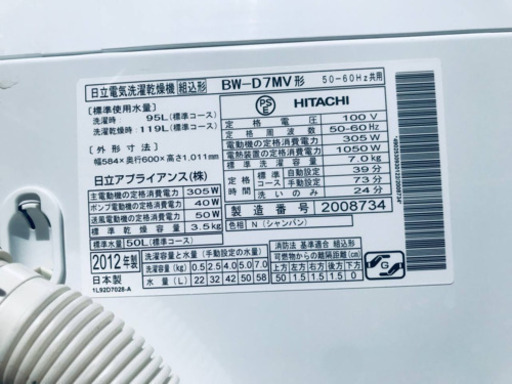 日立電気洗濯乾燥機 組込形 BW-D7MV形 50-60Hz共用
[標準使用水量]
洗濯時: 95L(標準コース)
洗濯乾燥時:119L(標準コース)
[外形寸法]
幅584×奥行600×高さ1,011mm
日立アプライアンス(株)
主電動機の定格消費電力 305W
ポンプ電動機の定格消費電力 40W
送風電動機の定格消費電力 50W
標準乾燥容量 3.5kg
標準水量:50L(標準コース)
2012年製
日本製
1L92D7028-A
洗濯容量と水量(手動設定の水量)
容量(kg) 0.5 2.5 4.0 5.0 7.0
水量(L) 22 32 42 50 58
PSE
HITACHI
定格電圧 100V
定格周波数 50-60Hz
電動機の定格消費電力 305W
電熱装置の定格消費電力 1050W
標準洗濯容量 7.0kg
定格時間 標準 自動設定 39分
手動設定 73分
洗いのみ 24分
製造番号 2008734
色相 N(シャンパン)
消防法 基準適合 組込形
可燃物からの離隔距離(cm)
上方 左方 右方 前方 後方 下方
50 1.5 1.5 5 1.5 0
G